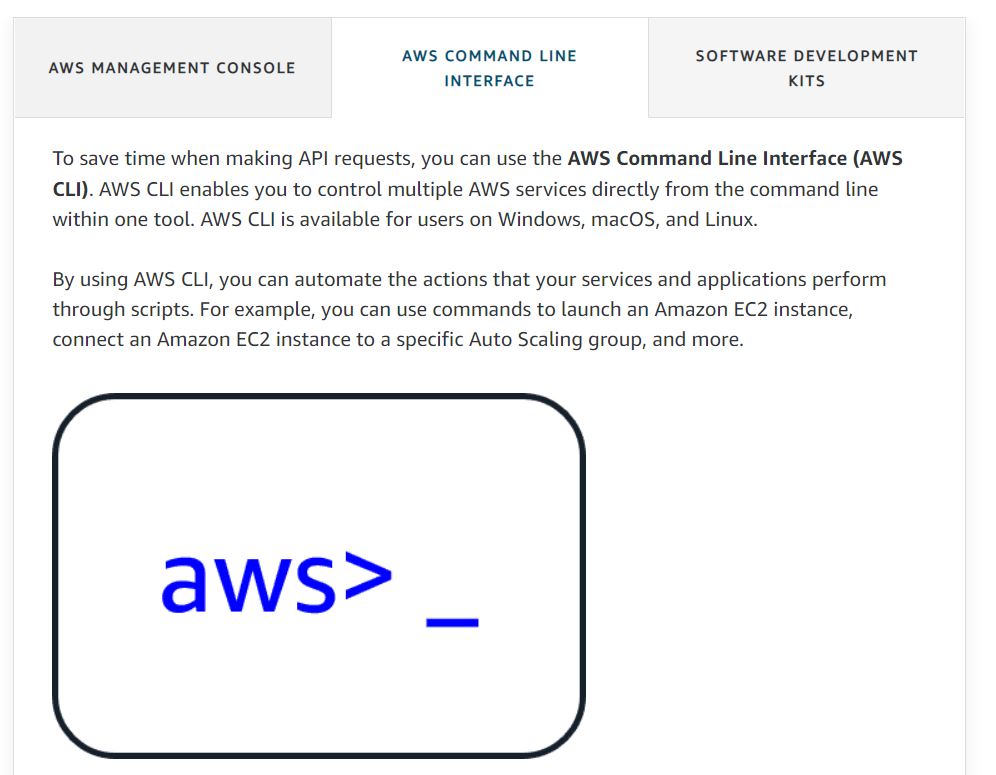 AWS MANAGEMENT CONSOLE
AWS COMMAND LINE
INTERFACE
SOFTWARE DEVELOPMENT
KITS
To save time when making API requests, you can use the AWS Command Line Interface (AWS
CLI). AWS CLI enables you to control multiple AWS services directly from the command line
within one tool. AWS CLI is available for users on Windows, macOS, and Linux.
By using AWS CLI, you can automate the actions that your services and applications perform
through scripts. For example, you can use commands to launch an Amazon EC2 instance,
connect an Amazon EC2 instance to a specific Auto Scaling group, and more.
aws> _